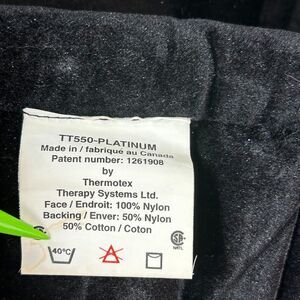 TT550-PLATINUM
Made in / fabriqué au Canada
Patent number: 1261908
by
Thermotex
Therapy Systems Ltd.
Face / Endroit: 100% Nylon
Backing / Enver: 50% Nylon
50% Cotton / Coton
40°C